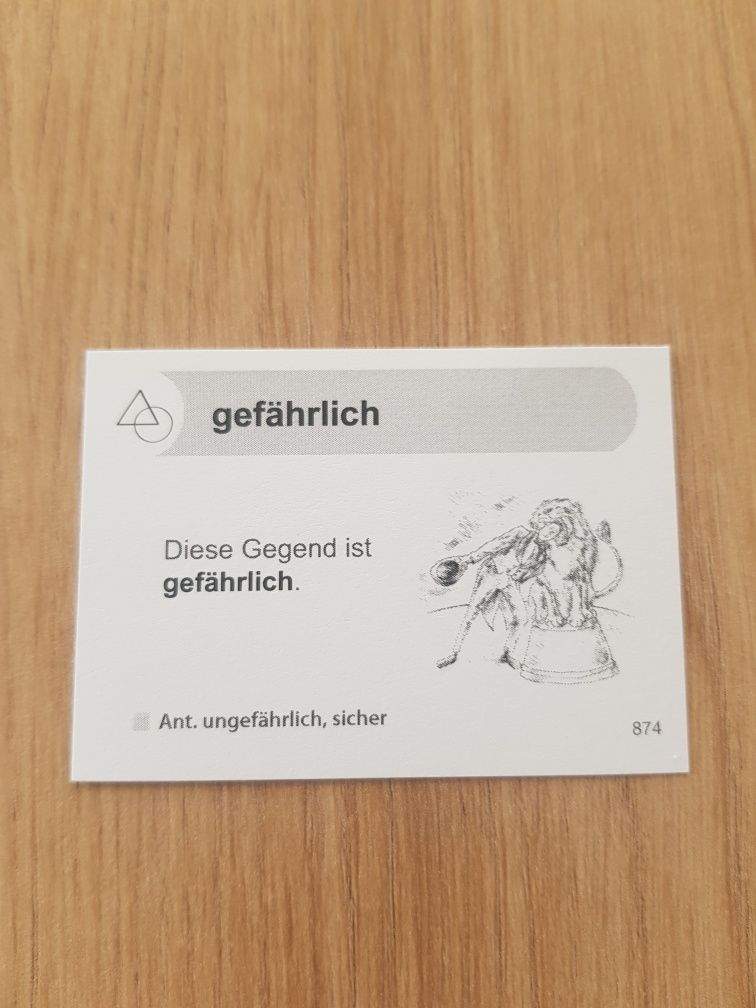 gefährlich
Diese Gegend ist
gefährlich.
Ant. ungefährlich, sicher
874